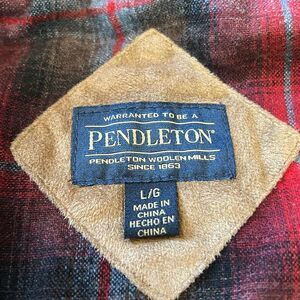 WARRANTED TO BE A
PENDLETON®
PENDLETON WOOLEN MILLS
SINCE 1863
L/G
MADE IN
CHINA
HECHO EN
CHINA